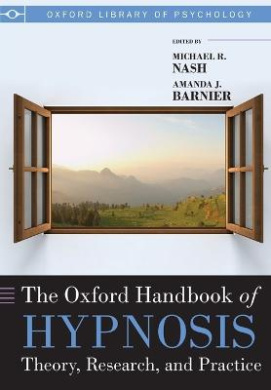 OXFORD LIBRARY OF PSYCHOLOGY
EDITED BY
MICHAEL R.
NASH
AMANDA J.
BARNIER
The Oxford Handbook of
HYPNOSIS
Theory, Research, and Practice